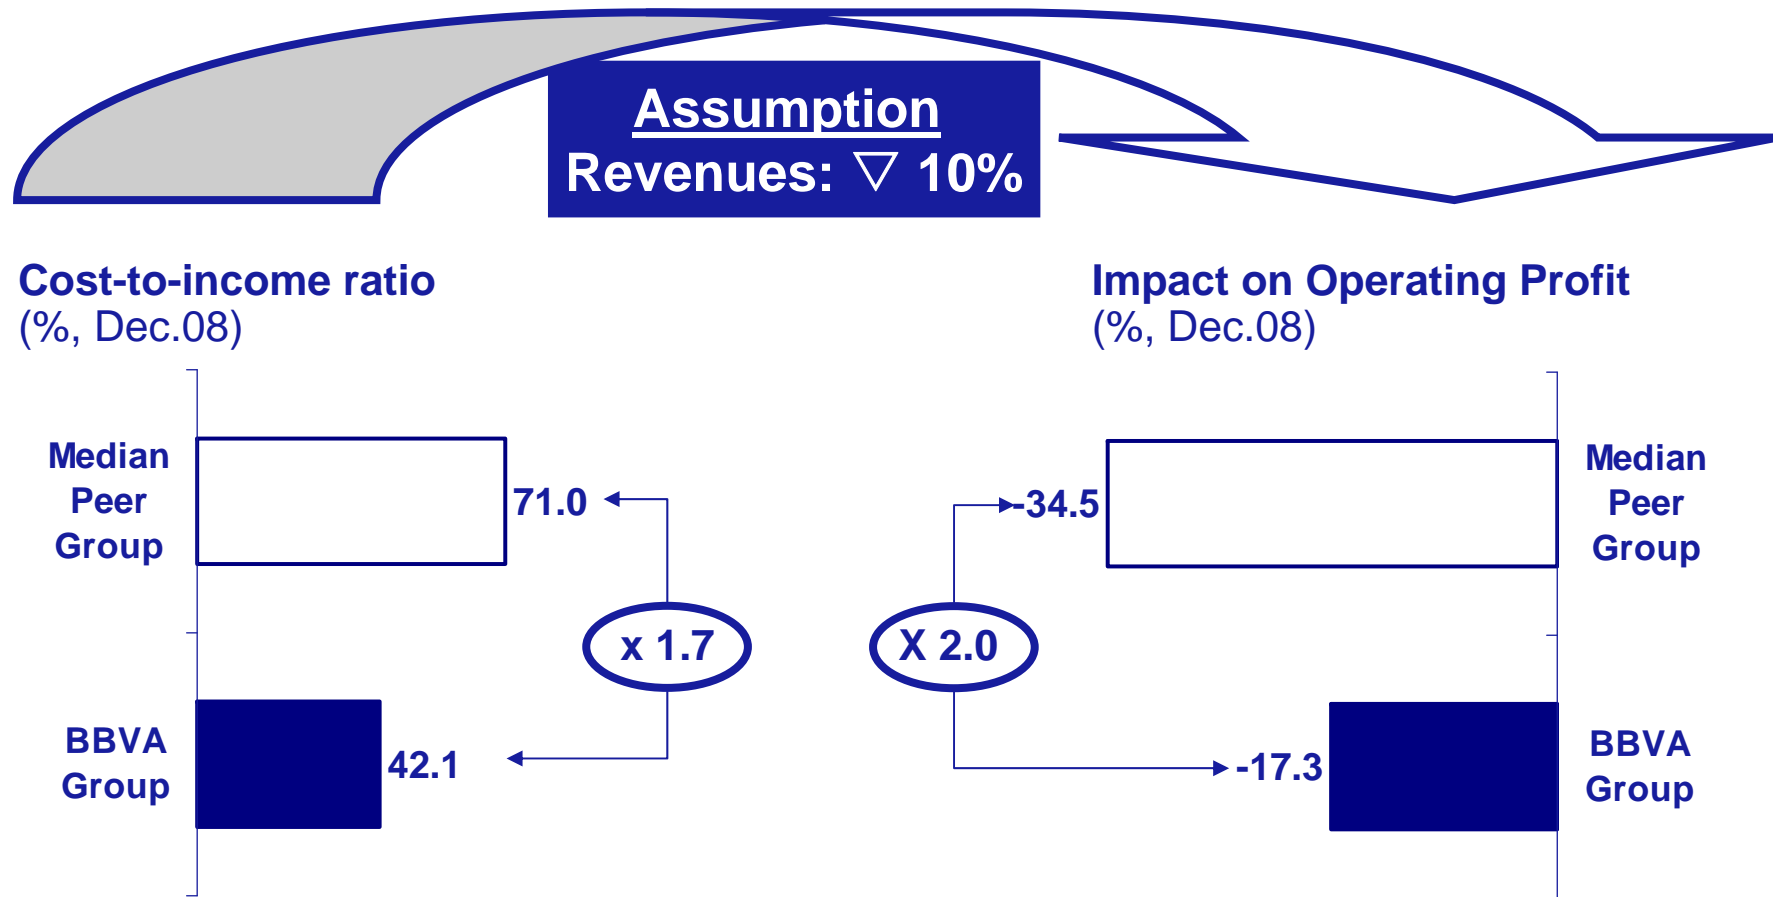 Assumption
Revenues: ▽ 10%
Cost-to-income ratio
(%, Dec.08)
Median
Peer
Group
71.0
x 1.7
BBVA
Group
42.1
Impact on Operating Profit
(%, Dec.08)
-34.5
Median
Peer
Group
X 2.0
-17.3
BBVA
Group